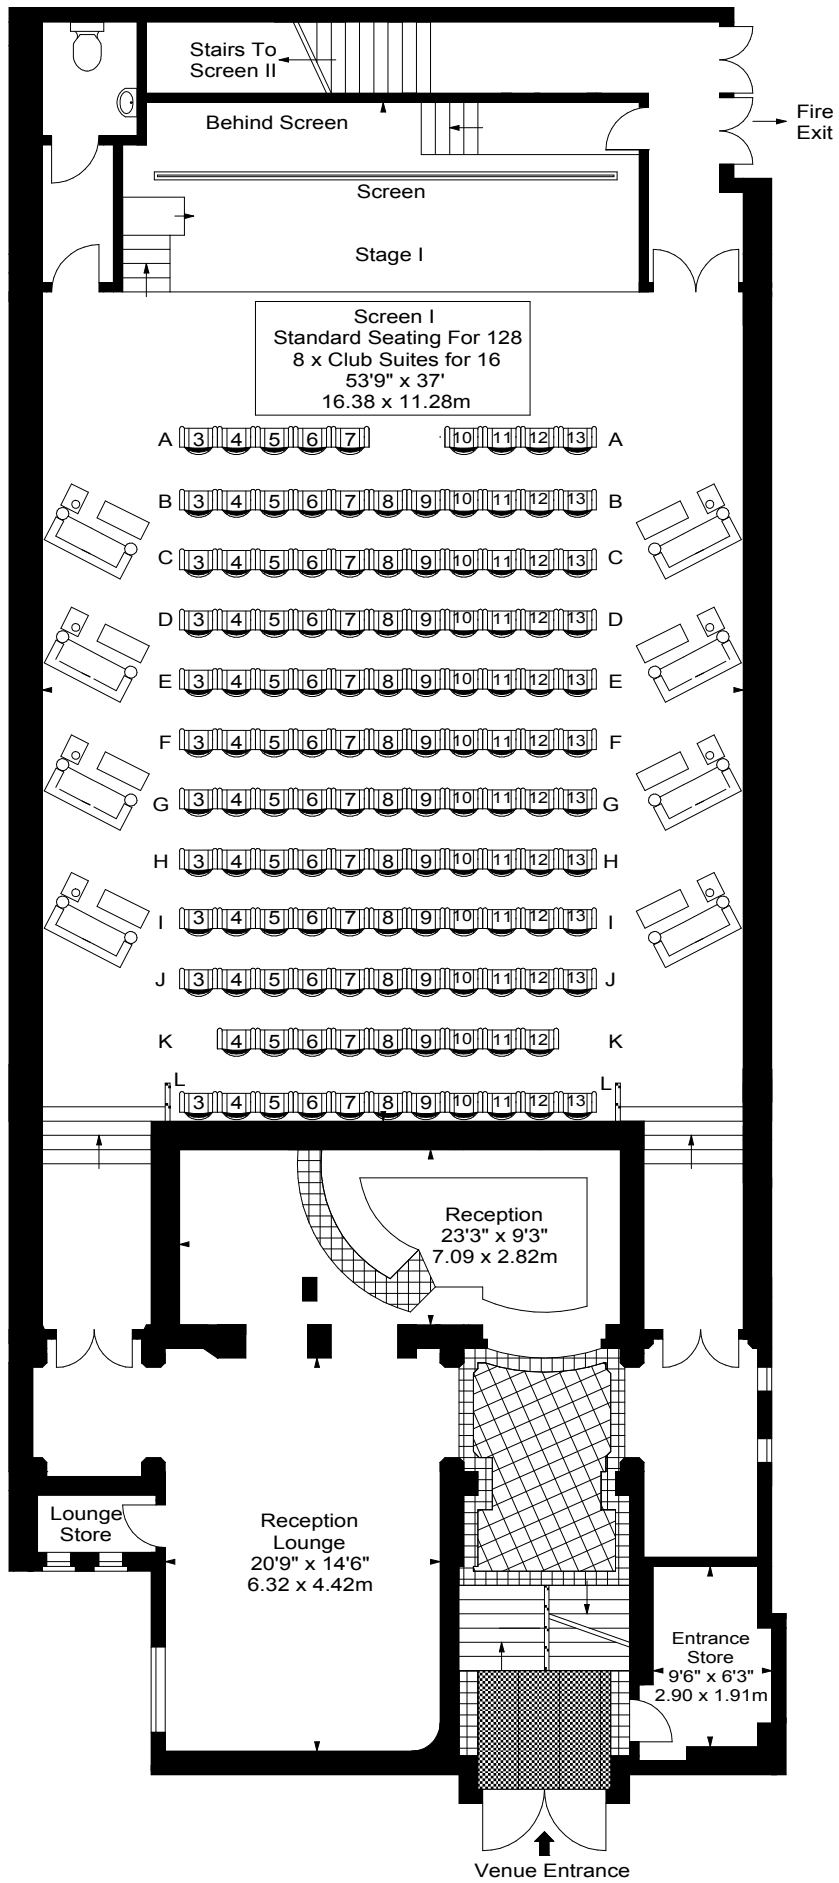 Stairs To
Screen II
Fire
Exit
Behind Screen
Screen
Stage I
Screen I
Standard Seating For 128
8 x Club Suites for 16
53'9" x 37'
16.38 x 11.28m
A 3 4 5 6 7 10 11 12 13 A
B 3 4 5 6 7 8 9 10 11 12 13 B
C 3 4 5 6 7 8 9 10 11 12 13 C
D 3 4 5 6 7 8 9 10 11 12 13 D
E 3 4 5 6 7 8 9 10 11 12 13 E
F 3 4 5 6 7 8 9 10 11 12 13 F
G 3 4 5 6 7 8 9 10 11 12 13 G
H 3 4 5 6 7 8 9 10 11 12 13 H
I 3 4 5 6 7 8 9 10 11 12 13 I
J 3 4 5 6 7 8 9 10 11 12 13 J
K 4 5 6 7 8 9 10 11 12 K
L 3 4 5 6 7 8 9 10 11 12 13 L
Reception
23'3" x 9'3"
7.09 x 2.82m
Lounge
Store
Reception
Lounge
20'9" x 14'6"
6.32 x 4.42m
Entrance
Store
9'6" x 6'3"
2.90 x 1.91m
Venue Entrance